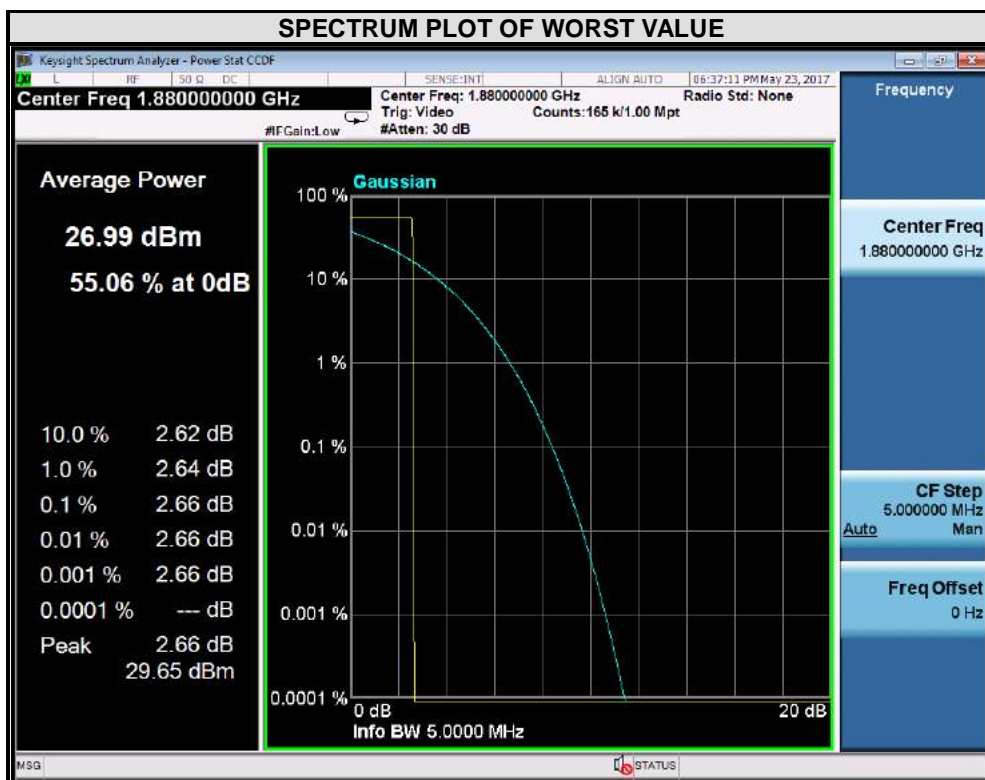 SPECTRUM PLOT OF WORST VALUE
Keysight Spectrum Analyzer - Power Stat CCDF
L RF 50 Ω DC SENSE:INT ALIGN AUTO 06:37:11 PM May 23, 2017
Center Freq 1.880000000 GHz
Center Freq: 1.880000000 GHz Radio Std: None
Trig: Video Counts:165 k/1.00 Mpt
#IFGain:Low #Atten: 30 dB
Frequency
Average Power
26.99 dBm
55.06 % at 0dB
10.0 % 2.62 dB
1.0 % 2.64 dB
0.1 % 2.66 dB
0.01 % 2.66 dB
0.001 % 2.66 dB
0.0001 % --- dB
Peak 2.66 dB
29.65 dBm
Gaussian
100 %
10 %
1 %
0.1 %
0.01 %
0.001 %
0.0001 %
0 dB 20 dB
Info BW 5.0000 MHz
Center Freq
1.880000000 GHz
CF Step
5.000000 MHz
Auto Man
Freq Offset
0 Hz
MSG STATUS